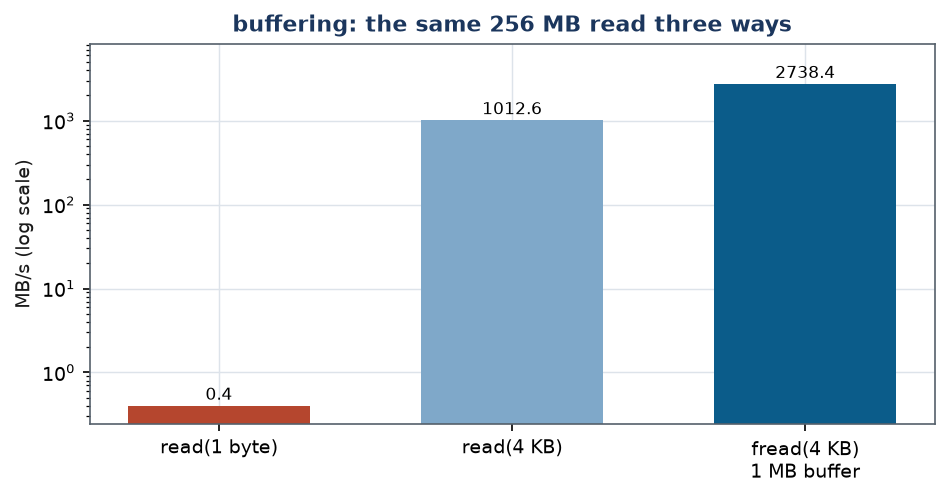 buffering: the same 256 MB read three ways
MB/s (log scale)
10³
10²
10¹
10⁰
0.4
1012.6
2738.4
read(1 byte)
read(4 KB)
fread(4 KB)
1 MB buffer